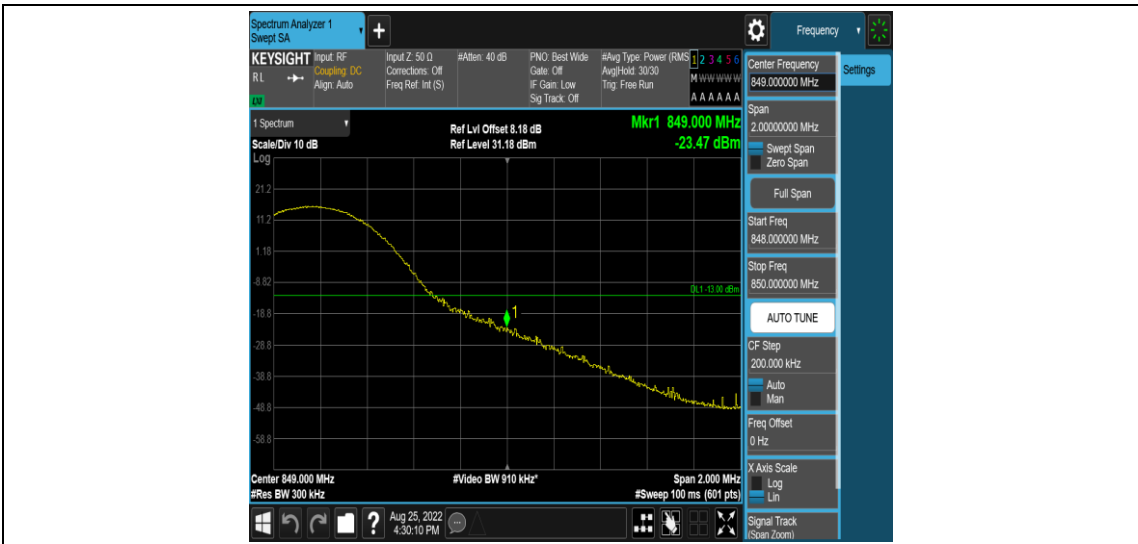 Spectrum Analyzer 1
Swept SA
+
Frequency
KEYSIGHT
RL
LXI
Input: RF
Coupling: DC
Align: Auto
Input Z: 50 Ω
Corrections: Off
Freq Ref: Int (S)
#Atten: 40 dB
PNO: Best Wide
Gate: Off
IF Gain: Low
Sig Track: Off
#Avg Type: Power (RMS
Avg|Hold: 30/30
Trig: Free Run
1 2 3 4 5 6
M W W W W W
A A A A A A
1 Spectrum
Scale/Div 10 dB
Log
Ref Lvl Offset 8.18 dB
Ref Level 31.18 dBm
Mkr1 849.000 MHz
-23.47 dBm
21.2
11.2
1.18
-8.82
DL1 -13.00 dBm
-18.8
1
-28.8
-38.8
-48.8
-58.8
Center 849.000 MHz
#Res BW 300 kHz
#Video BW 910 kHz*
Span 2.000 MHz
#Sweep 100 ms (601 pts)
?
Aug 25, 2022
4:30:10 PM
Center Frequency
849.000000 MHz
Settings
Span
2.00000000 MHz
Swept Span
Zero Span
Full Span
Start Freq
848.000000 MHz
Stop Freq
850.000000 MHz
AUTO TUNE
CF Step
200.000 kHz
Auto
Man
Freq Offset
0 Hz
X Axis Scale
Log
Lin
Signal Track
(Span Zoom)